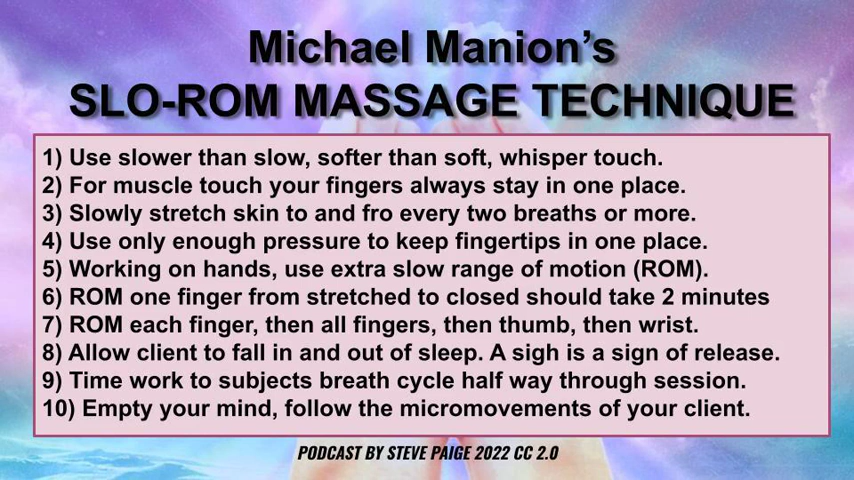 Michael Manion’s
SLO-ROM MASSAGE TECHNIQUE
1) Use slower than slow, softer than soft, whisper touch.
2) For muscle touch your fingers always stay in one place.
3) Slowly stretch skin to and fro every two breaths or more.
4) Use only enough pressure to keep fingertips in one place.
5) Working on hands, use extra slow range of motion (ROM).
6) ROM one finger from stretched to closed should take 2 minutes
7) ROM each finger, then all fingers, then thumb, then wrist.
8) Allow client to fall in and out of sleep. A sigh is a sign of release.
9) Time work to subjects breath cycle half way through session.
10) Empty your mind, follow the micromovements of your client.
PODCAST BY STEVE PAIGE 2022 CC 2.0